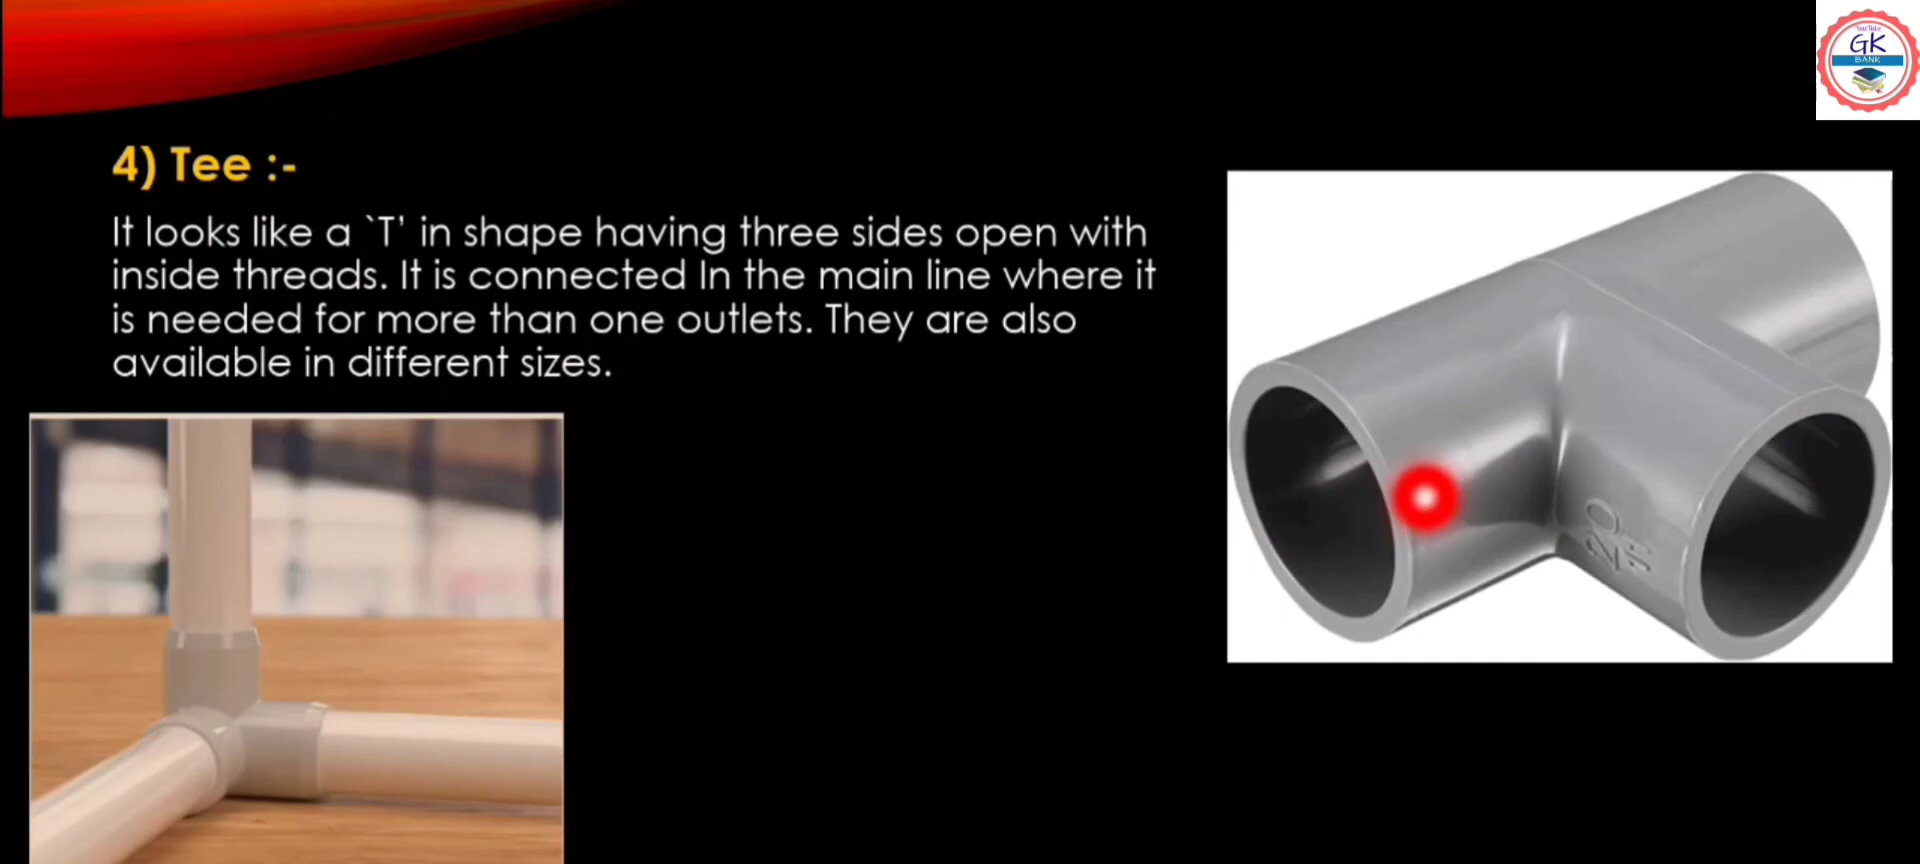 YouTube
GK
BANK
4) Tee :-
It looks like a `T' in shape having three sides open with
inside threads. It is connected In the main line where it
is needed for more than one outlets. They are also
available in different sizes.